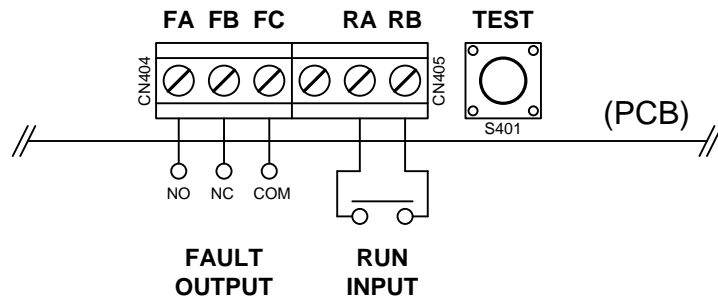 FA FB FC RA RB TEST
CN404
CN405
S401
(PCB)
NO NC COM
FAULT
OUTPUT
RUN
INPUT